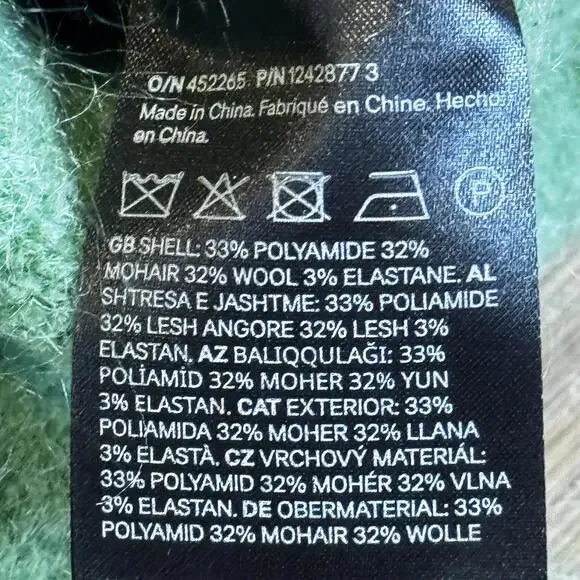 O/N 452265 P/N 1242877 3
Made in China. Fabriqué en Chine. Hecho
en China.
P
GB SHELL: 33% POLYAMIDE 32%
MOHAIR 32% WOOL 3% ELASTANE. AL
SHTRESA E JASHTME: 33% POLIAMIDE
32% LESH ANGORE 32% LESH 3%
ELASTAN. AZ BALIQQULAĞI: 33%
POLİAMİD 32% MOHER 32% YUN
3% ELASTAN. CAT EXTERIOR: 33%
POLIAMIDA 32% MOHER 32% LLANA
3% ELASTÀ. CZ VRCHOVÝ MATERIÁL:
33% POLYAMID 32% MOHÉR 32% VLNA
3% ELASTAN. DE OBERMATERIAL: 33%
POLYAMID 32% MOHAIR 32% WOLLE